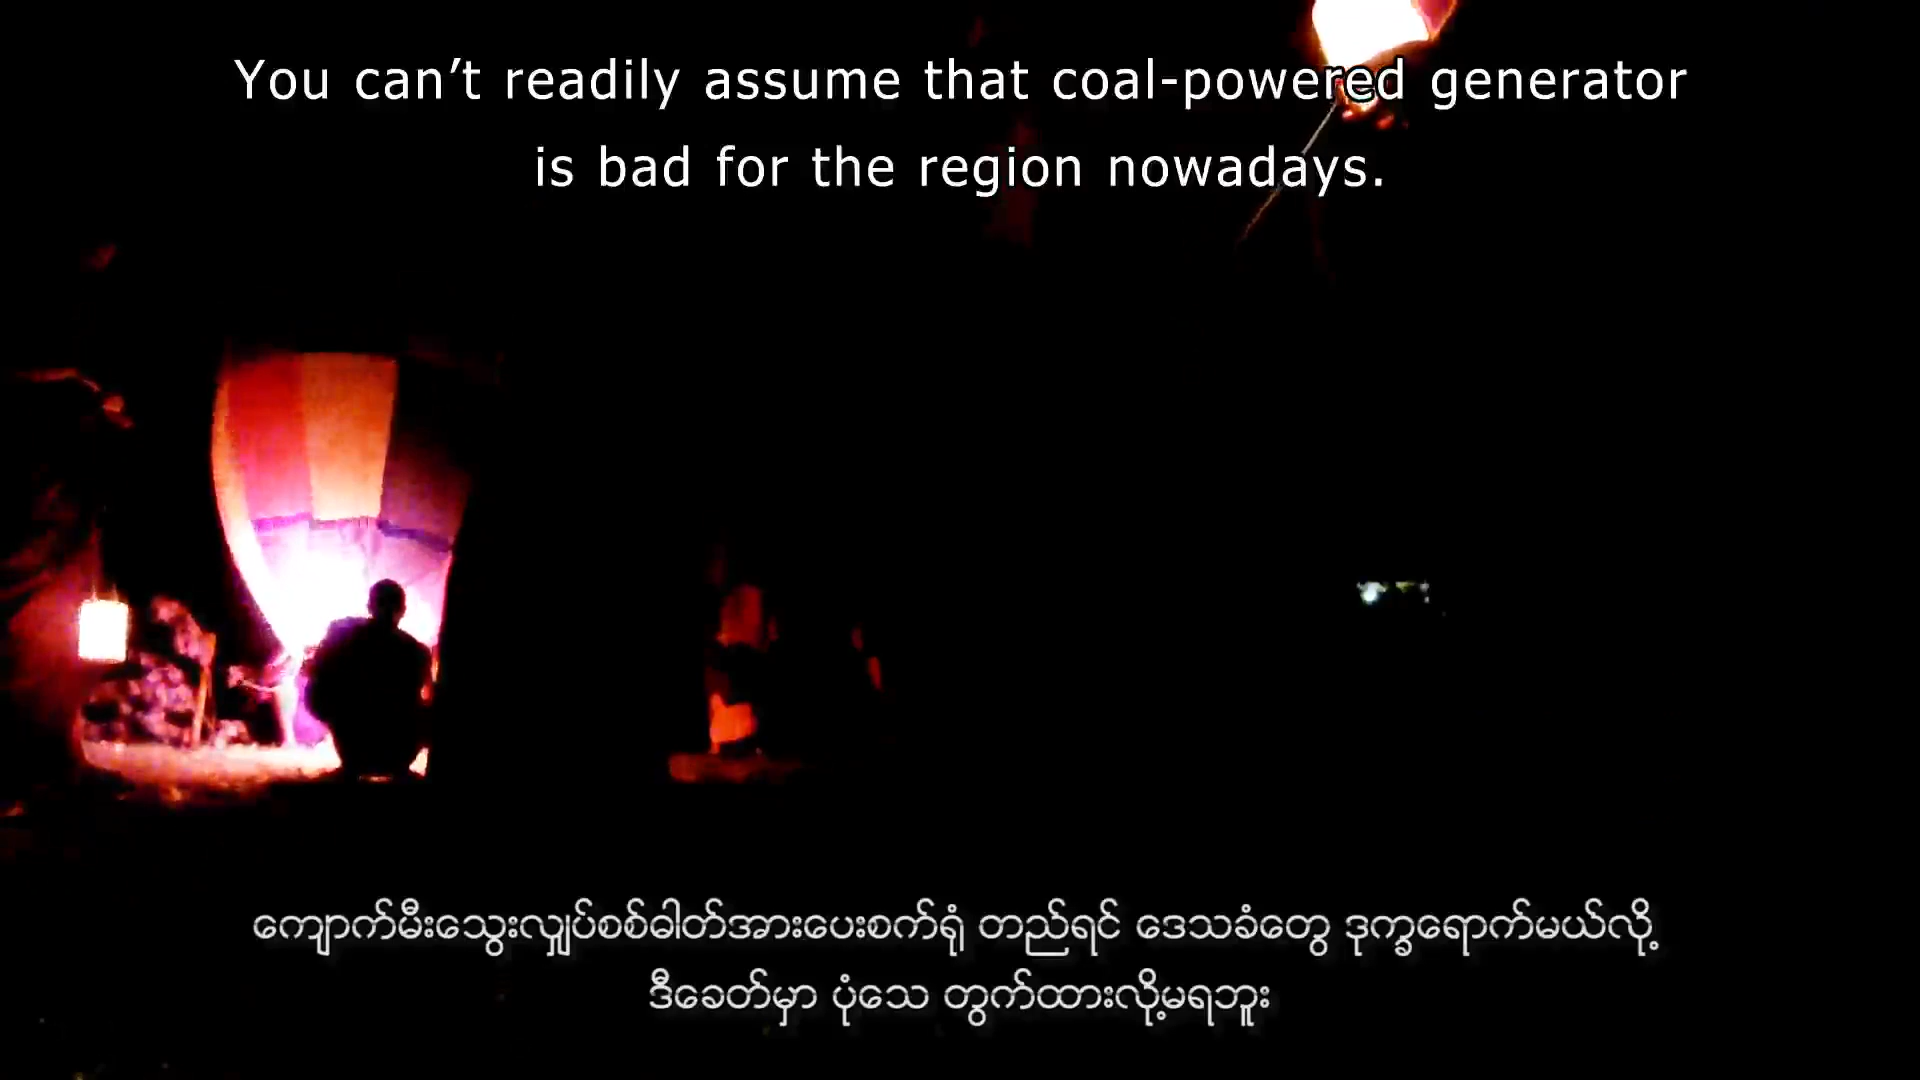 You can’t readily assume that coal-powered generator
is bad for the region nowadays.
ကျောက်မီးသွေးလျှပ်စစ်ဓါတ်အားပေးစက်ရုံ တည်ရင် ဒေသခံတွေ ဒုက္ခရောက်မယ်လို့
ဒီခေတ်မှာ ပုံသေ တွက်ထားလို့မရဘူး